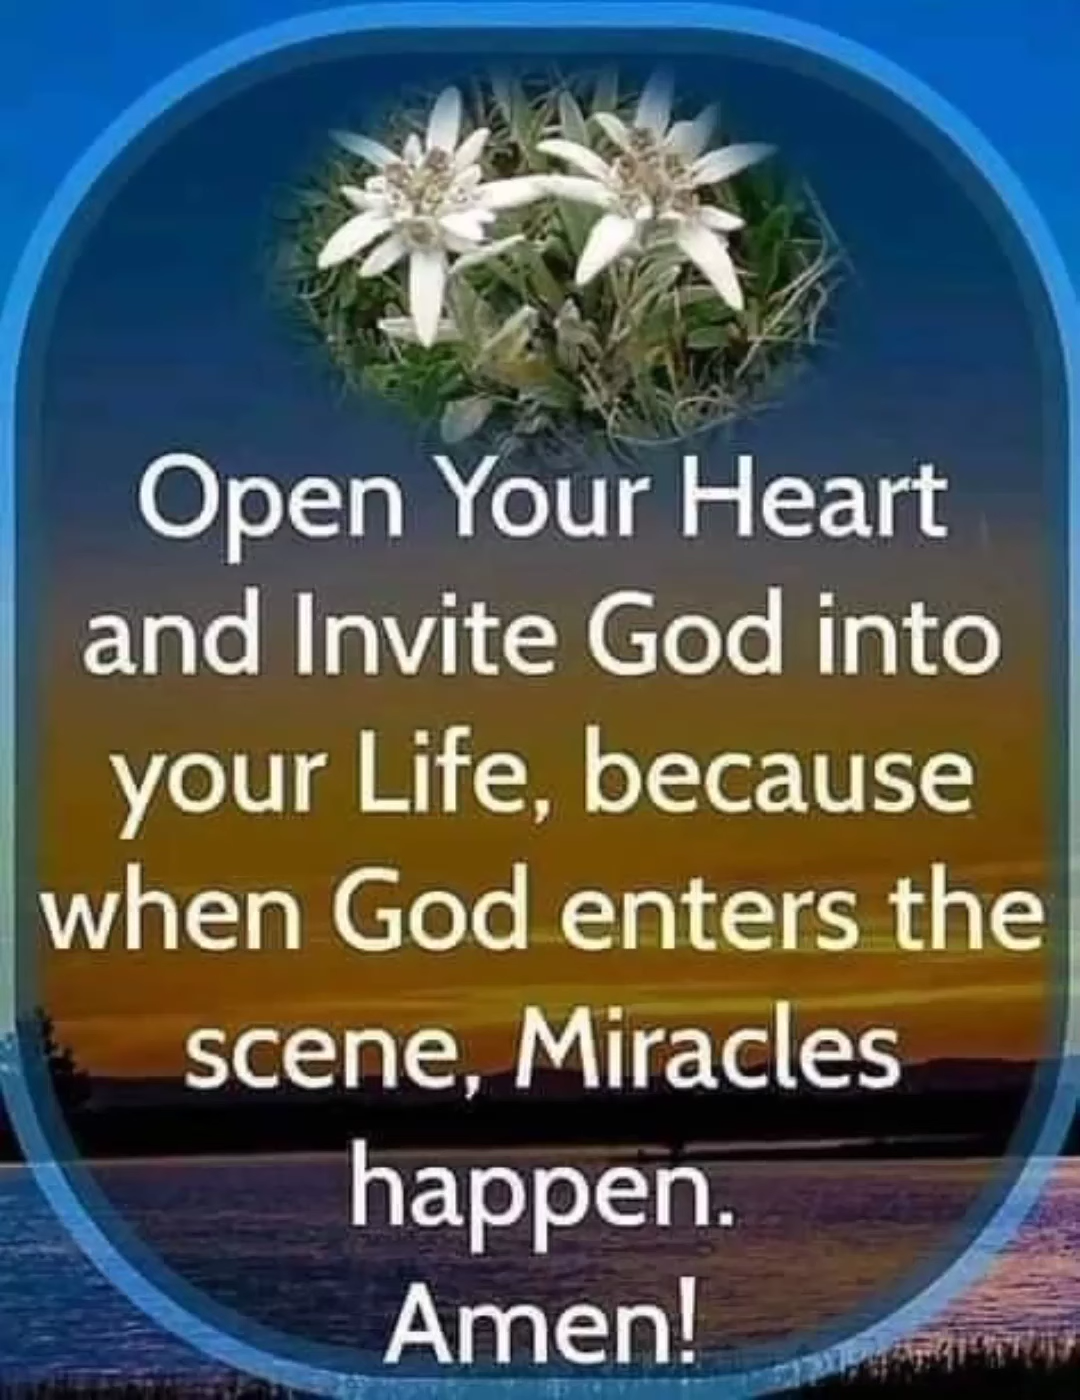 Open Your Heart
and Invite God into
your Life, because
when God enters the
scene, Miracles
happen.
Amen!